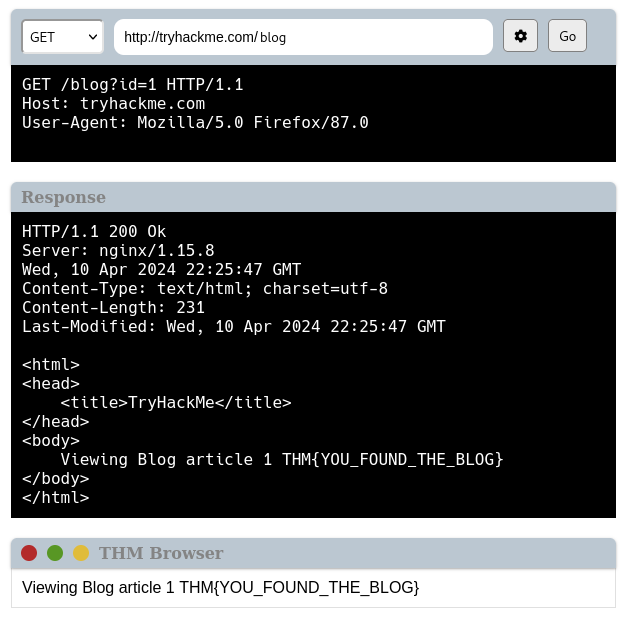 GET http://tryhackme.com/blog Go
GET /blog?id=1 HTTP/1.1
Host: tryhackme.com
User-Agent: Mozilla/5.0 Firefox/87.0
Response
HTTP/1.1 200 Ok
Server: nginx/1.15.8
Wed, 10 Apr 2024 22:25:47 GMT
Content-Type: text/html; charset=utf-8
Content-Length: 231
Last-Modified: Wed, 10 Apr 2024 22:25:47 GMT
<html>
<head>
    <title>TryHackMe</title>
</head>
<body>
    Viewing Blog article 1 THM{YOU_FOUND_THE_BLOG}
</body>
</html>
THM Browser
Viewing Blog article 1 THM{YOU_FOUND_THE_BLOG}